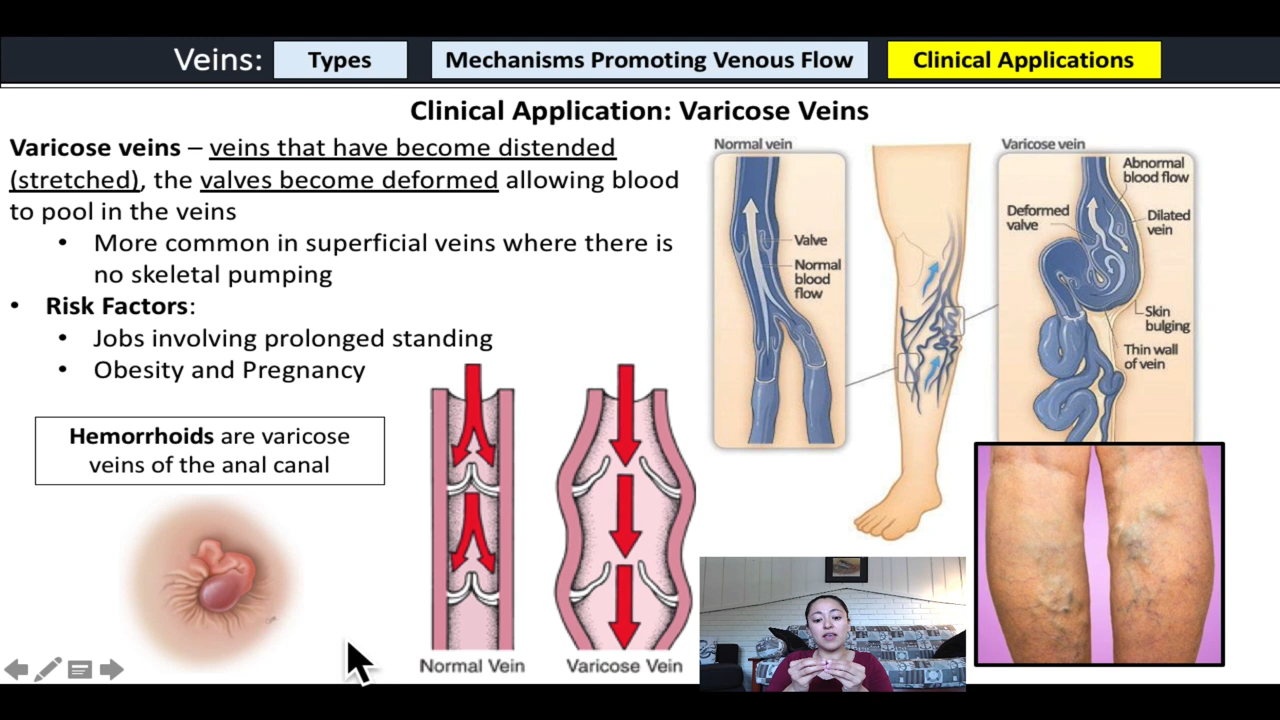 Veins:
Types
Mechanisms Promoting Venous Flow
Clinical Applications
Clinical Application: Varicose Veins
Varicose veins – veins that have become distended
(stretched), the valves become deformed allowing blood
to pool in the veins
• More common in superficial veins where there is
no skeletal pumping
• Risk Factors:
• Jobs involving prolonged standing
• Obesity and Pregnancy
Hemorrhoids are varicose
veins of the anal canal
Normal Vein
Varicose Vein
Normal vein
Valve
Normal
blood
flow
Varicose vein
Abnormal
blood flow
Deformed
valve
Dilated
vein
Skin
bulging
Thin wall
of vein